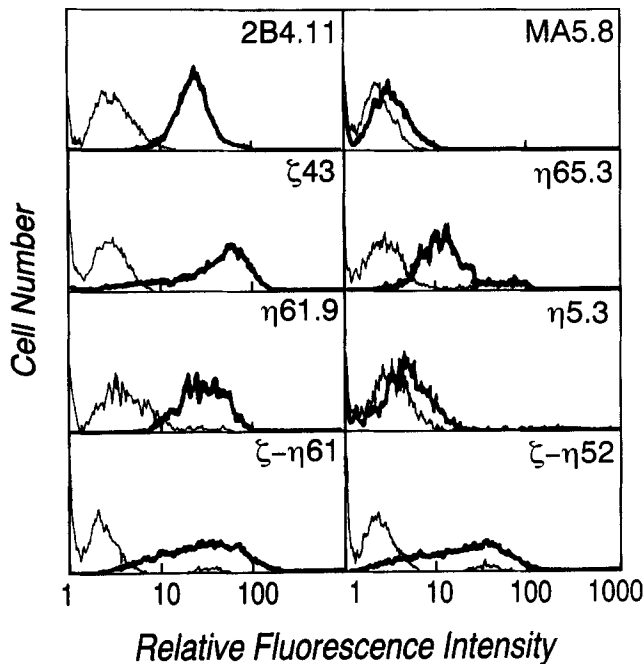 2B4.11 MA5.8
ζ43 η65.3
Cell Number
η61.9 η5.3
ζ–η61 ζ–η52
1 10 100 1 10 100 1000
Relative Fluorescence Intensity